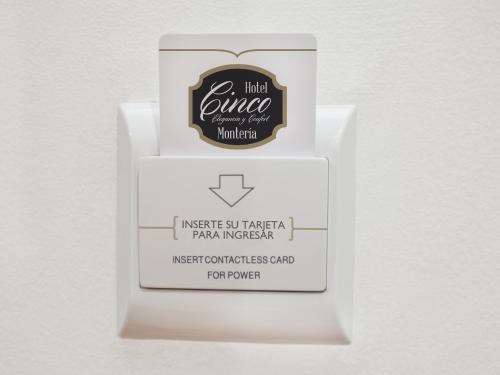 Hotel
Cinco
Elegancia y Confort
Montería
INSERTE SU TARJETA
PARA INGRESAR
INSERT CONTACTLESS CARD
FOR POWER